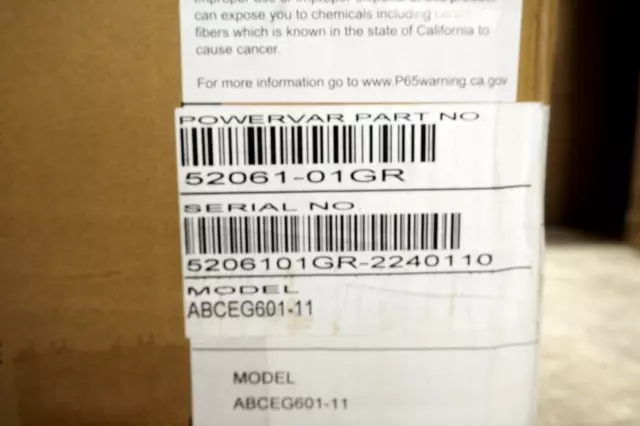 can expose you to chemicals including
fibers which is known in the state of California to
cause cancer.
For more information go to www.P65warning.ca.gov
POWERVAR PART NO
52061-01GR
SERIAL NO.
5206101GR-2240110
MODEL
ABCEG601-11
MODEL
ABCEG601-11